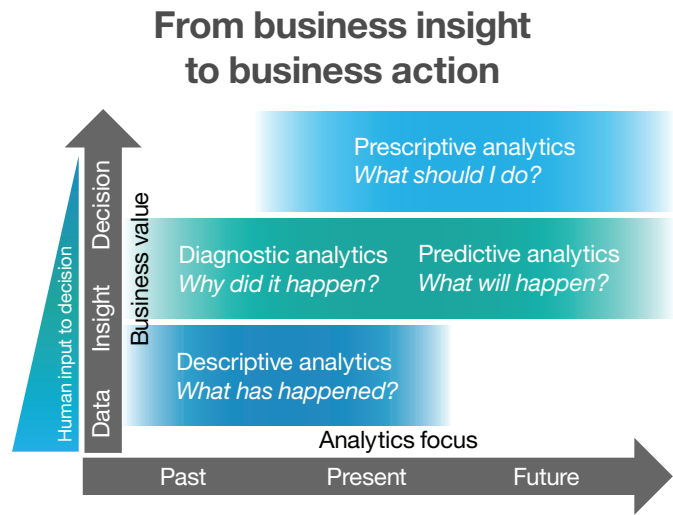 From business insight
to business action
Prescriptive analytics
What should I do?
Diagnostic analytics
Why did it happen?
Predictive analytics
What will happen?
Descriptive analytics
What has happened?
Human input to decision
Decision
Insight
Data
Business value
Analytics focus
Past
Present
Future